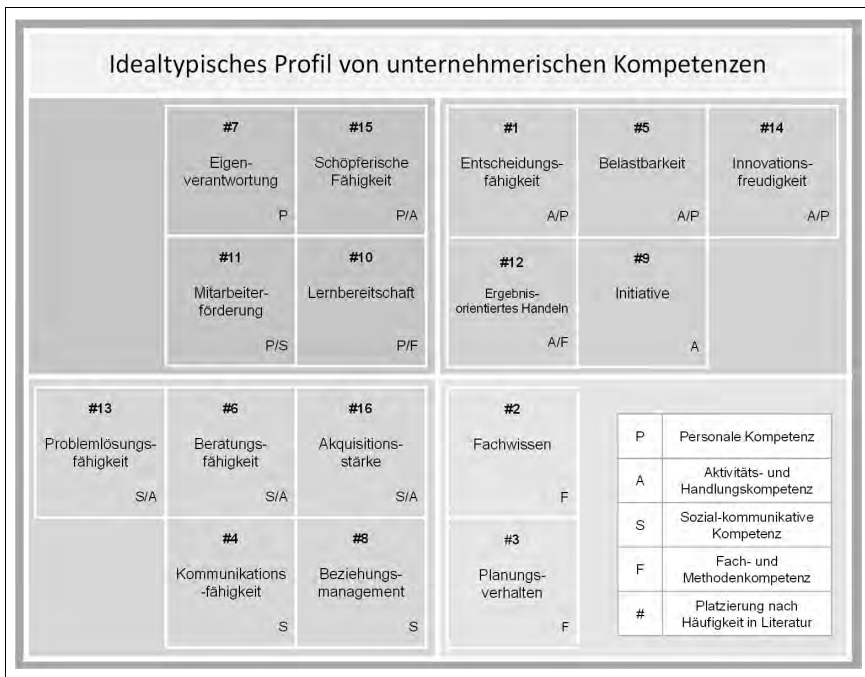 Idealtypisches Profil von unternehmerischen Kompetenzen
#7
Eigen-
verantwortung
P
#15
Schöpferische
Fähigkeit
P/A
#11
Mitarbeiter-
förderung
P/S
#10
Lernbereitschaft
P/F
#1
Entscheidungs-
fähigkeit
A/P
#5
Belastbarkeit
A/P
#14
Innovations-
freudigkeit
A/P
#12
Ergebnis-
orientiertes Handeln
A/F
#9
Initiative
A
#13
Problemlösungs-
fähigkeit
S/A
#6
Beratungs-
fähigkeit
S/A
#16
Akquisitions-
stärke
S/A
#4
Kommunikations
-fähigkeit
S
#8
Beziehungs-
management
S
#2
Fachwissen
F
#3
Planungs-
verhalten
F
P Personale Kompetenz
A Aktivitäts- und
Handlungskompetenz
S Sozial-kommunikative
Kompetenz
F Fach- und
Methodenkompetenz
# Platzierung nach
Häufigkeit in Literatur